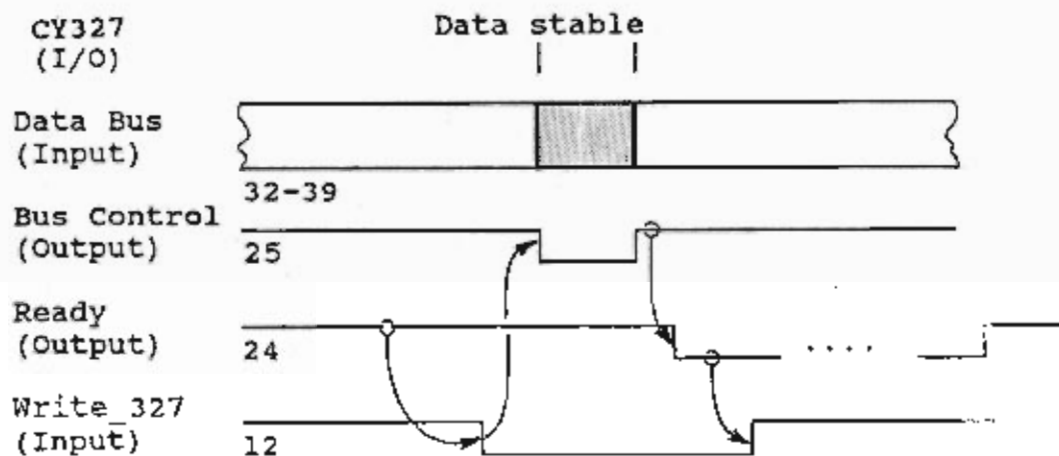 CY327
(I/O)
Data stable
Data Bus
(Input)
32-39
Bus Control
(Output)
25
Ready
(Output)
24
Write_327
(Input)
12